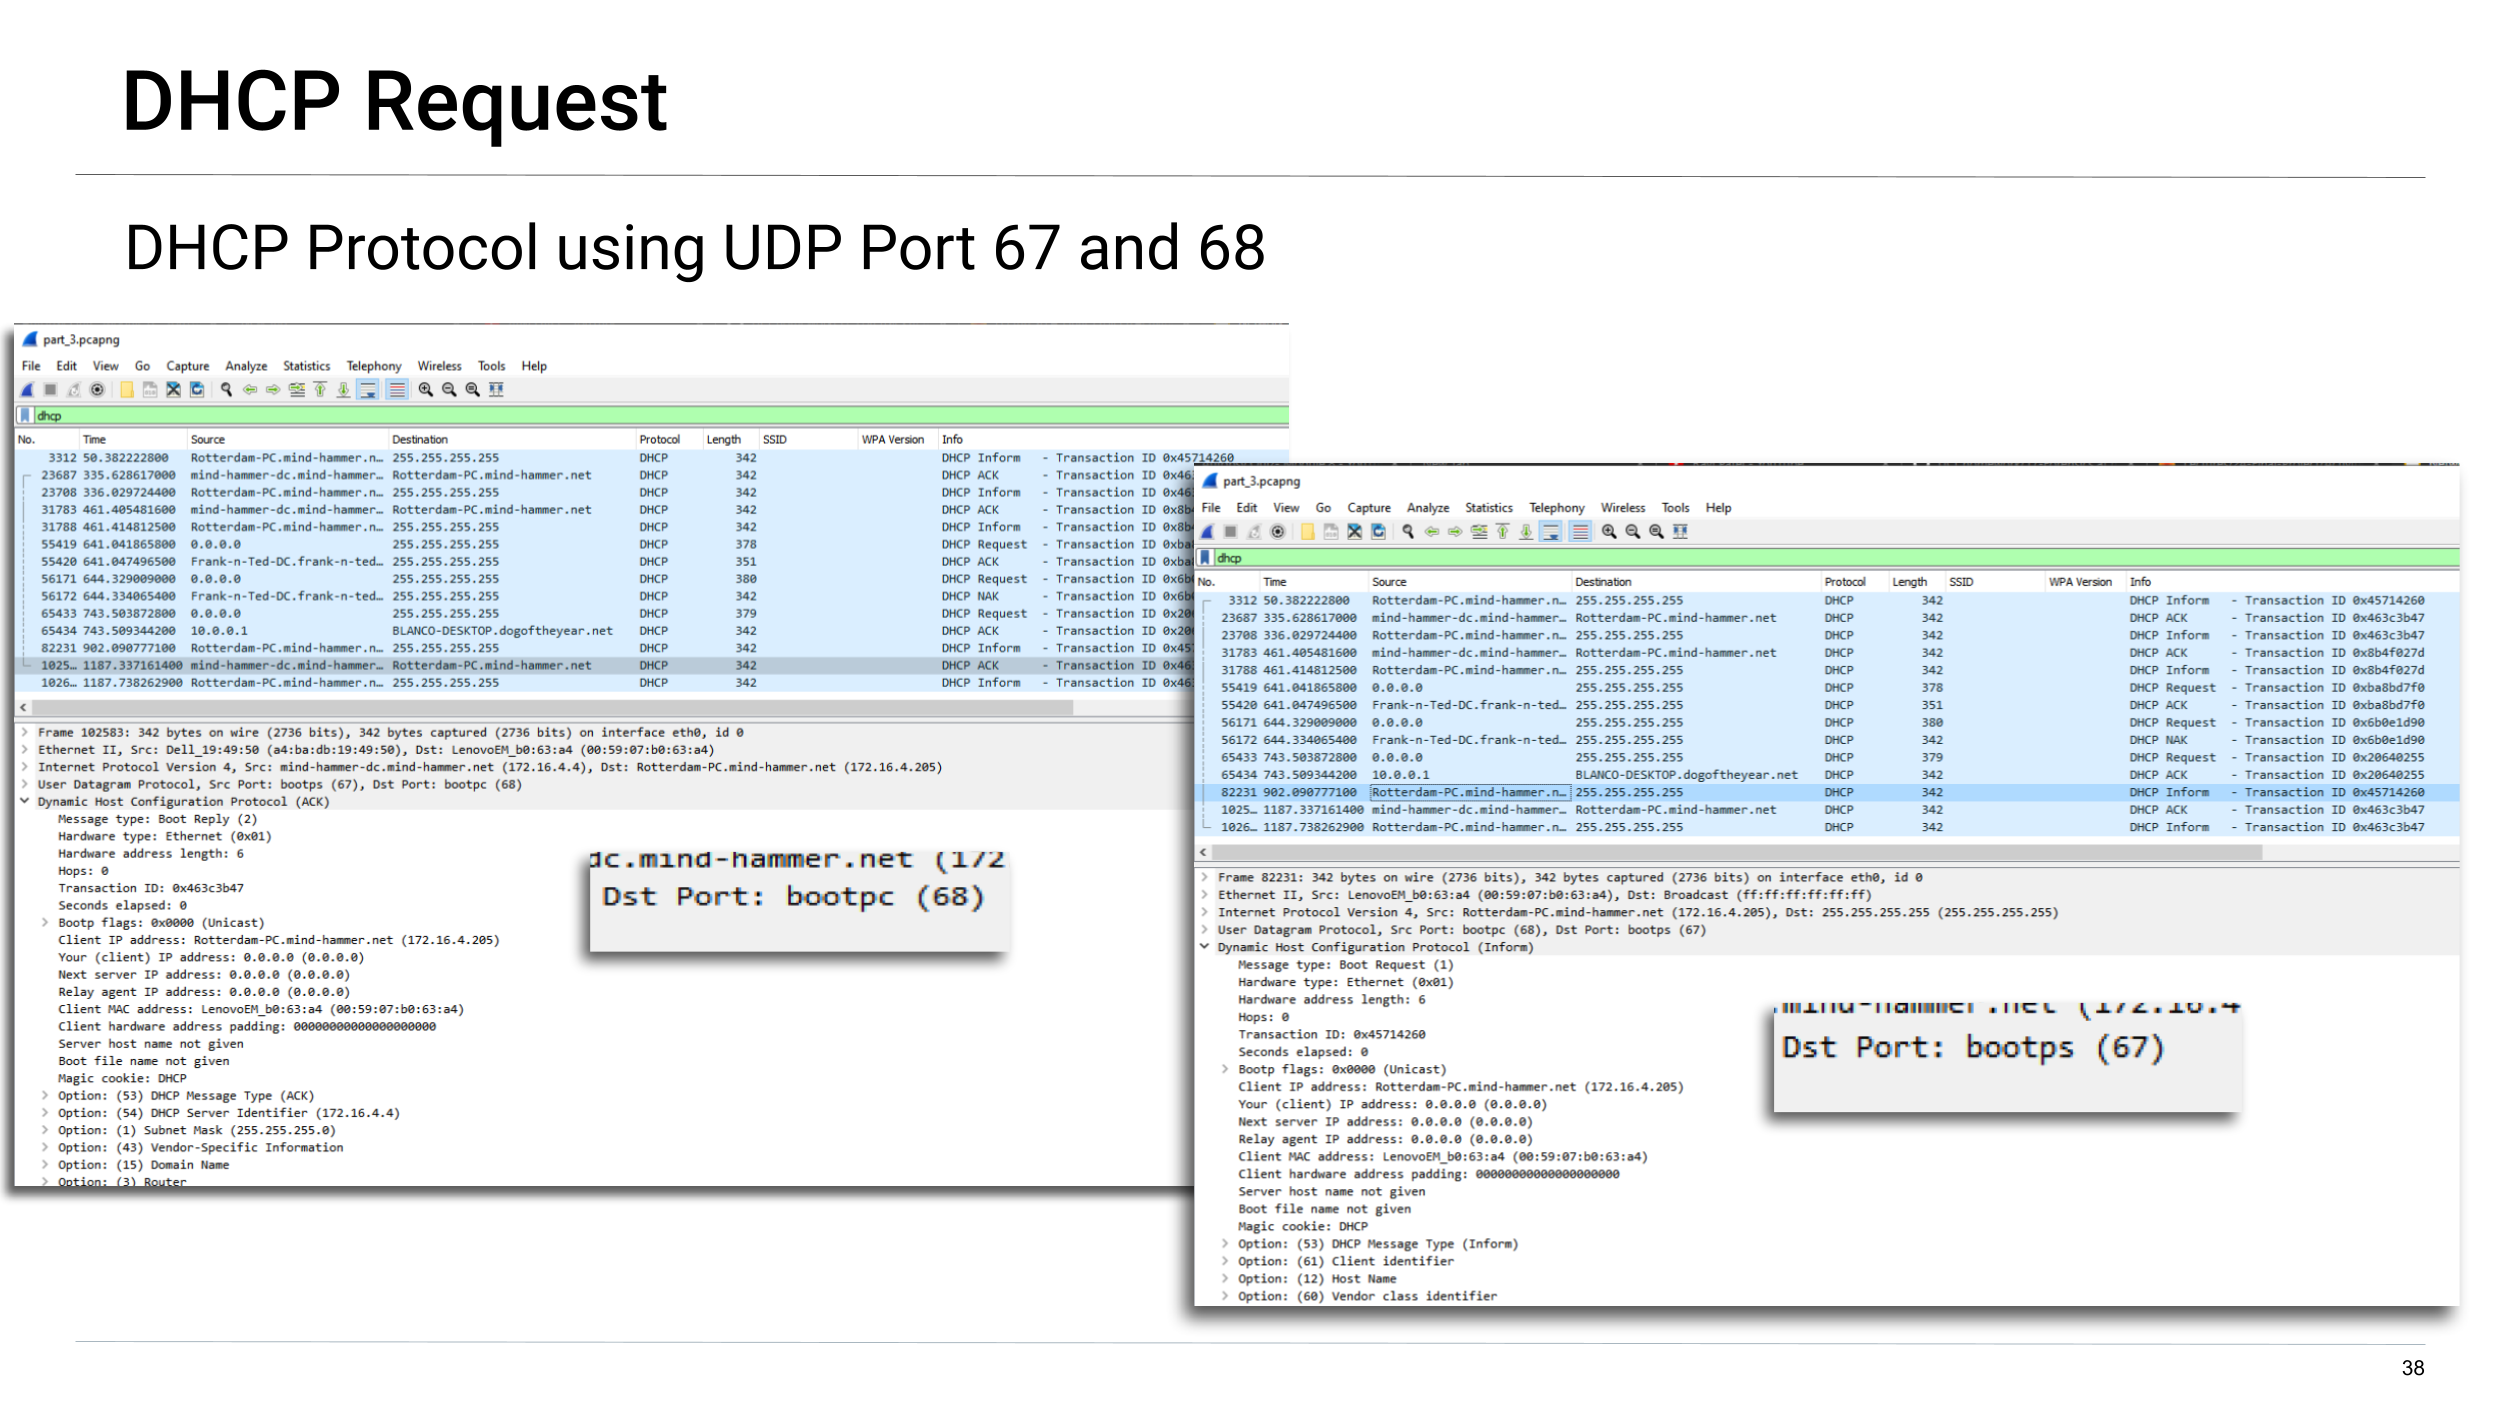 DHCP Request
DHCP Protocol using UDP Port 67 and 68
part_3.pcapng
File Edit View Go Capture Analyze Statistics Telephony Wireless Tools Help
dhcp
No. Time Source Destination Protocol Length SSID WPA Version Info
3312 50.382222800 Rotterdam-PC.mind-hammer.n… 255.255.255.255 DHCP 342 DHCP Inform - Transaction ID 0x45714260
23687 335.628617000 mind-hammer-dc.mind-hammer… Rotterdam-PC.mind-hammer.net DHCP 342 DHCP ACK - Transaction ID 0x46
23708 336.029724400 Rotterdam-PC.mind-hammer.n… 255.255.255.255 DHCP 342 DHCP Inform - Transaction ID 0x46
31783 461.405481600 mind-hammer-dc.mind-hammer… Rotterdam-PC.mind-hammer.net DHCP 342 DHCP ACK - Transaction ID 0x8b
31788 461.414812500 Rotterdam-PC.mind-hammer.n… 255.255.255.255 DHCP 342 DHCP Inform - Transaction ID 0x8b
55419 641.041865800 0.0.0.0 255.255.255.255 DHCP 378 DHCP Request - Transaction ID 0xba
55420 641.047496500 Frank-n-Ted-DC.frank-n-ted… 255.255.255.255 DHCP 351 DHCP ACK - Transaction ID 0xba
56171 644.329009000 0.0.0.0 255.255.255.255 DHCP 380 DHCP Request - Transaction ID 0x6b
56172 644.334065400 Frank-n-Ted-DC.frank-n-ted… 255.255.255.255 DHCP 342 DHCP NAK - Transaction ID 0x6b
65433 743.503872800 0.0.0.0 255.255.255.255 DHCP 379 DHCP Request - Transaction ID 0x20
65434 743.509344200 10.0.0.1 BLANCO-DESKTOP.dogoftheyear.net DHCP 342 DHCP ACK - Transaction ID 0x20
82231 902.090777100 Rotterdam-PC.mind-hammer.n… 255.255.255.255 DHCP 342 DHCP Inform - Transaction ID 0x45
1025… 1187.337161400 mind-hammer-dc.mind-hammer… Rotterdam-PC.mind-hammer.net DHCP 342 DHCP ACK - Transaction ID 0x46
1026… 1187.738262900 Rotterdam-PC.mind-hammer.n… 255.255.255.255 DHCP 342 DHCP Inform - Transaction ID 0x46
Frame 102583: 342 bytes on wire (2736 bits), 342 bytes captured (2736 bits) on interface eth0, id 0
Ethernet II, Src: Dell_19:49:50 (a4:ba:db:19:49:50), Dst: LenovoEM_b0:63:a4 (00:59:07:b0:63:a4)
Internet Protocol Version 4, Src: mind-hammer-dc.mind-hammer.net (172.16.4.4), Dst: Rotterdam-PC.mind-hammer.net (172.16.4.205)
User Datagram Protocol, Src Port: bootps (67), Dst Port: bootpc (68)
Dynamic Host Configuration Protocol (ACK)
Message type: Boot Reply (2)
Hardware type: Ethernet (0x01)
Hardware address length: 6
Hops: 0
Transaction ID: 0x463c3b47
Seconds elapsed: 0
Bootp flags: 0x0000 (Unicast)
Client IP address: Rotterdam-PC.mind-hammer.net (172.16.4.205)
Your (client) IP address: 0.0.0.0 (0.0.0.0)
Next server IP address: 0.0.0.0 (0.0.0.0)
Relay agent IP address: 0.0.0.0 (0.0.0.0)
Client MAC address: LenovoEM_b0:63:a4 (00:59:07:b0:63:a4)
Client hardware address padding: 00000000000000000000
Server host name not given
Boot file name not given
Magic cookie: DHCP
Option: (53) DHCP Message Type (ACK)
Option: (54) DHCP Server Identifier (172.16.4.4)
Option: (1) Subnet Mask (255.255.255.0)
Option: (43) Vendor-Specific Information
Option: (15) Domain Name
Option: (3) Router
dc.mind-hammer.net (172
Dst Port: bootpc (68)
part_3.pcapng
File Edit View Go Capture Analyze Statistics Telephony Wireless Tools Help
dhcp
No. Time Source Destination Protocol Length SSID WPA Version Info
3312 50.382222800 Rotterdam-PC.mind-hammer.n… 255.255.255.255 DHCP 342 DHCP Inform - Transaction ID 0x45714260
23687 335.628617000 mind-hammer-dc.mind-hammer… Rotterdam-PC.mind-hammer.net DHCP 342 DHCP ACK - Transaction ID 0x463c3b47
23708 336.029724400 Rotterdam-PC.mind-hammer.n… 255.255.255.255 DHCP 342 DHCP Inform - Transaction ID 0x463c3b47
31783 461.405481600 mind-hammer-dc.mind-hammer… Rotterdam-PC.mind-hammer.net DHCP 342 DHCP ACK - Transaction ID 0x8b4f027d
31788 461.414812500 Rotterdam-PC.mind-hammer.n… 255.255.255.255 DHCP 342 DHCP Inform - Transaction ID 0x8b4f027d
55419 641.041865800 0.0.0.0 255.255.255.255 DHCP 378 DHCP Request - Transaction ID 0xba8bd7f0
55420 641.047496500 Frank-n-Ted-DC.frank-n-ted… 255.255.255.255 DHCP 351 DHCP ACK - Transaction ID 0xba8bd7f0
56171 644.329009000 0.0.0.0 255.255.255.255 DHCP 380 DHCP Request - Transaction ID 0x6b0e1d90
56172 644.334065400 Frank-n-Ted-DC.frank-n-ted… 255.255.255.255 DHCP 342 DHCP NAK - Transaction ID 0x6b0e1d90
65433 743.503872800 0.0.0.0 255.255.255.255 DHCP 379 DHCP Request - Transaction ID 0x20640255
65434 743.509344200 10.0.0.1 BLANCO-DESKTOP.dogoftheyear.net DHCP 342 DHCP ACK - Transaction ID 0x20640255
82231 902.090777100 Rotterdam-PC.mind-hammer.n… 255.255.255.255 DHCP 342 DHCP Inform - Transaction ID 0x45714260
1025… 1187.337161400 mind-hammer-dc.mind-hammer… Rotterdam-PC.mind-hammer.net DHCP 342 DHCP ACK - Transaction ID 0x463c3b47
1026… 1187.738262900 Rotterdam-PC.mind-hammer.n… 255.255.255.255 DHCP 342 DHCP Inform - Transaction ID 0x463c3b47
Frame 82231: 342 bytes on wire (2736 bits), 342 bytes captured (2736 bits) on interface eth0, id 0
Ethernet II, Src: LenovoEM_b0:63:a4 (00:59:07:b0:63:a4), Dst: Broadcast (ff:ff:ff:ff:ff:ff)
Internet Protocol Version 4, Src: Rotterdam-PC.mind-hammer.net (172.16.4.205), Dst: 255.255.255.255 (255.255.255.255)
User Datagram Protocol, Src Port: bootpc (68), Dst Port: bootps (67)
Dynamic Host Configuration Protocol (Inform)
Message type: Boot Request (1)
Hardware type: Ethernet (0x01)
Hardware address length: 6
Hops: 0
Transaction ID: 0x45714260
Seconds elapsed: 0
Bootp flags: 0x0000 (Unicast)
Client IP address: Rotterdam-PC.mind-hammer.net (172.16.4.205)
Your (client) IP address: 0.0.0.0 (0.0.0.0)
Next server IP address: 0.0.0.0 (0.0.0.0)
Relay agent IP address: 0.0.0.0 (0.0.0.0)
Client MAC address: LenovoEM_b0:63:a4 (00:59:07:b0:63:a4)
Client hardware address padding: 00000000000000000000
Server host name not given
Boot file name not given
Magic cookie: DHCP
Option: (53) DHCP Message Type (Inform)
Option: (61) Client identifier
Option: (12) Host Name
Option: (60) Vendor class identifier
.mind-hammer.net (172.16.4
Dst Port: bootps (67)
38